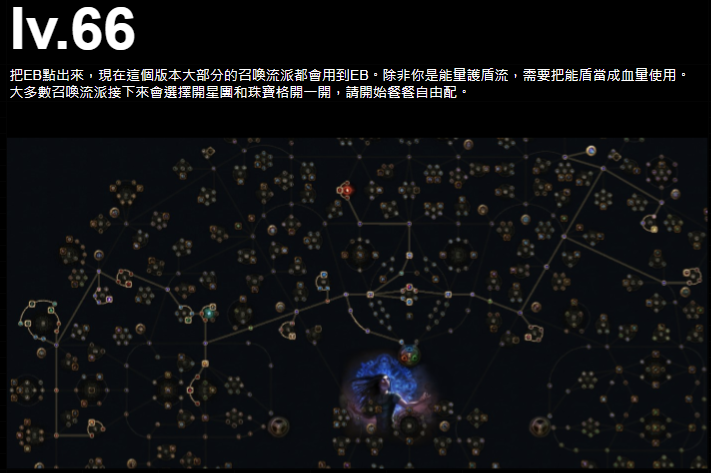 lv.66
把EB點出來，現在這個版本大部分的召喚流派都會用到EB。除非你是能量護盾流，需要把能盾當成血量使用。
大多數召喚流派接下來會選擇開星團和珠寶格開一開，請開始餐餐自由配。